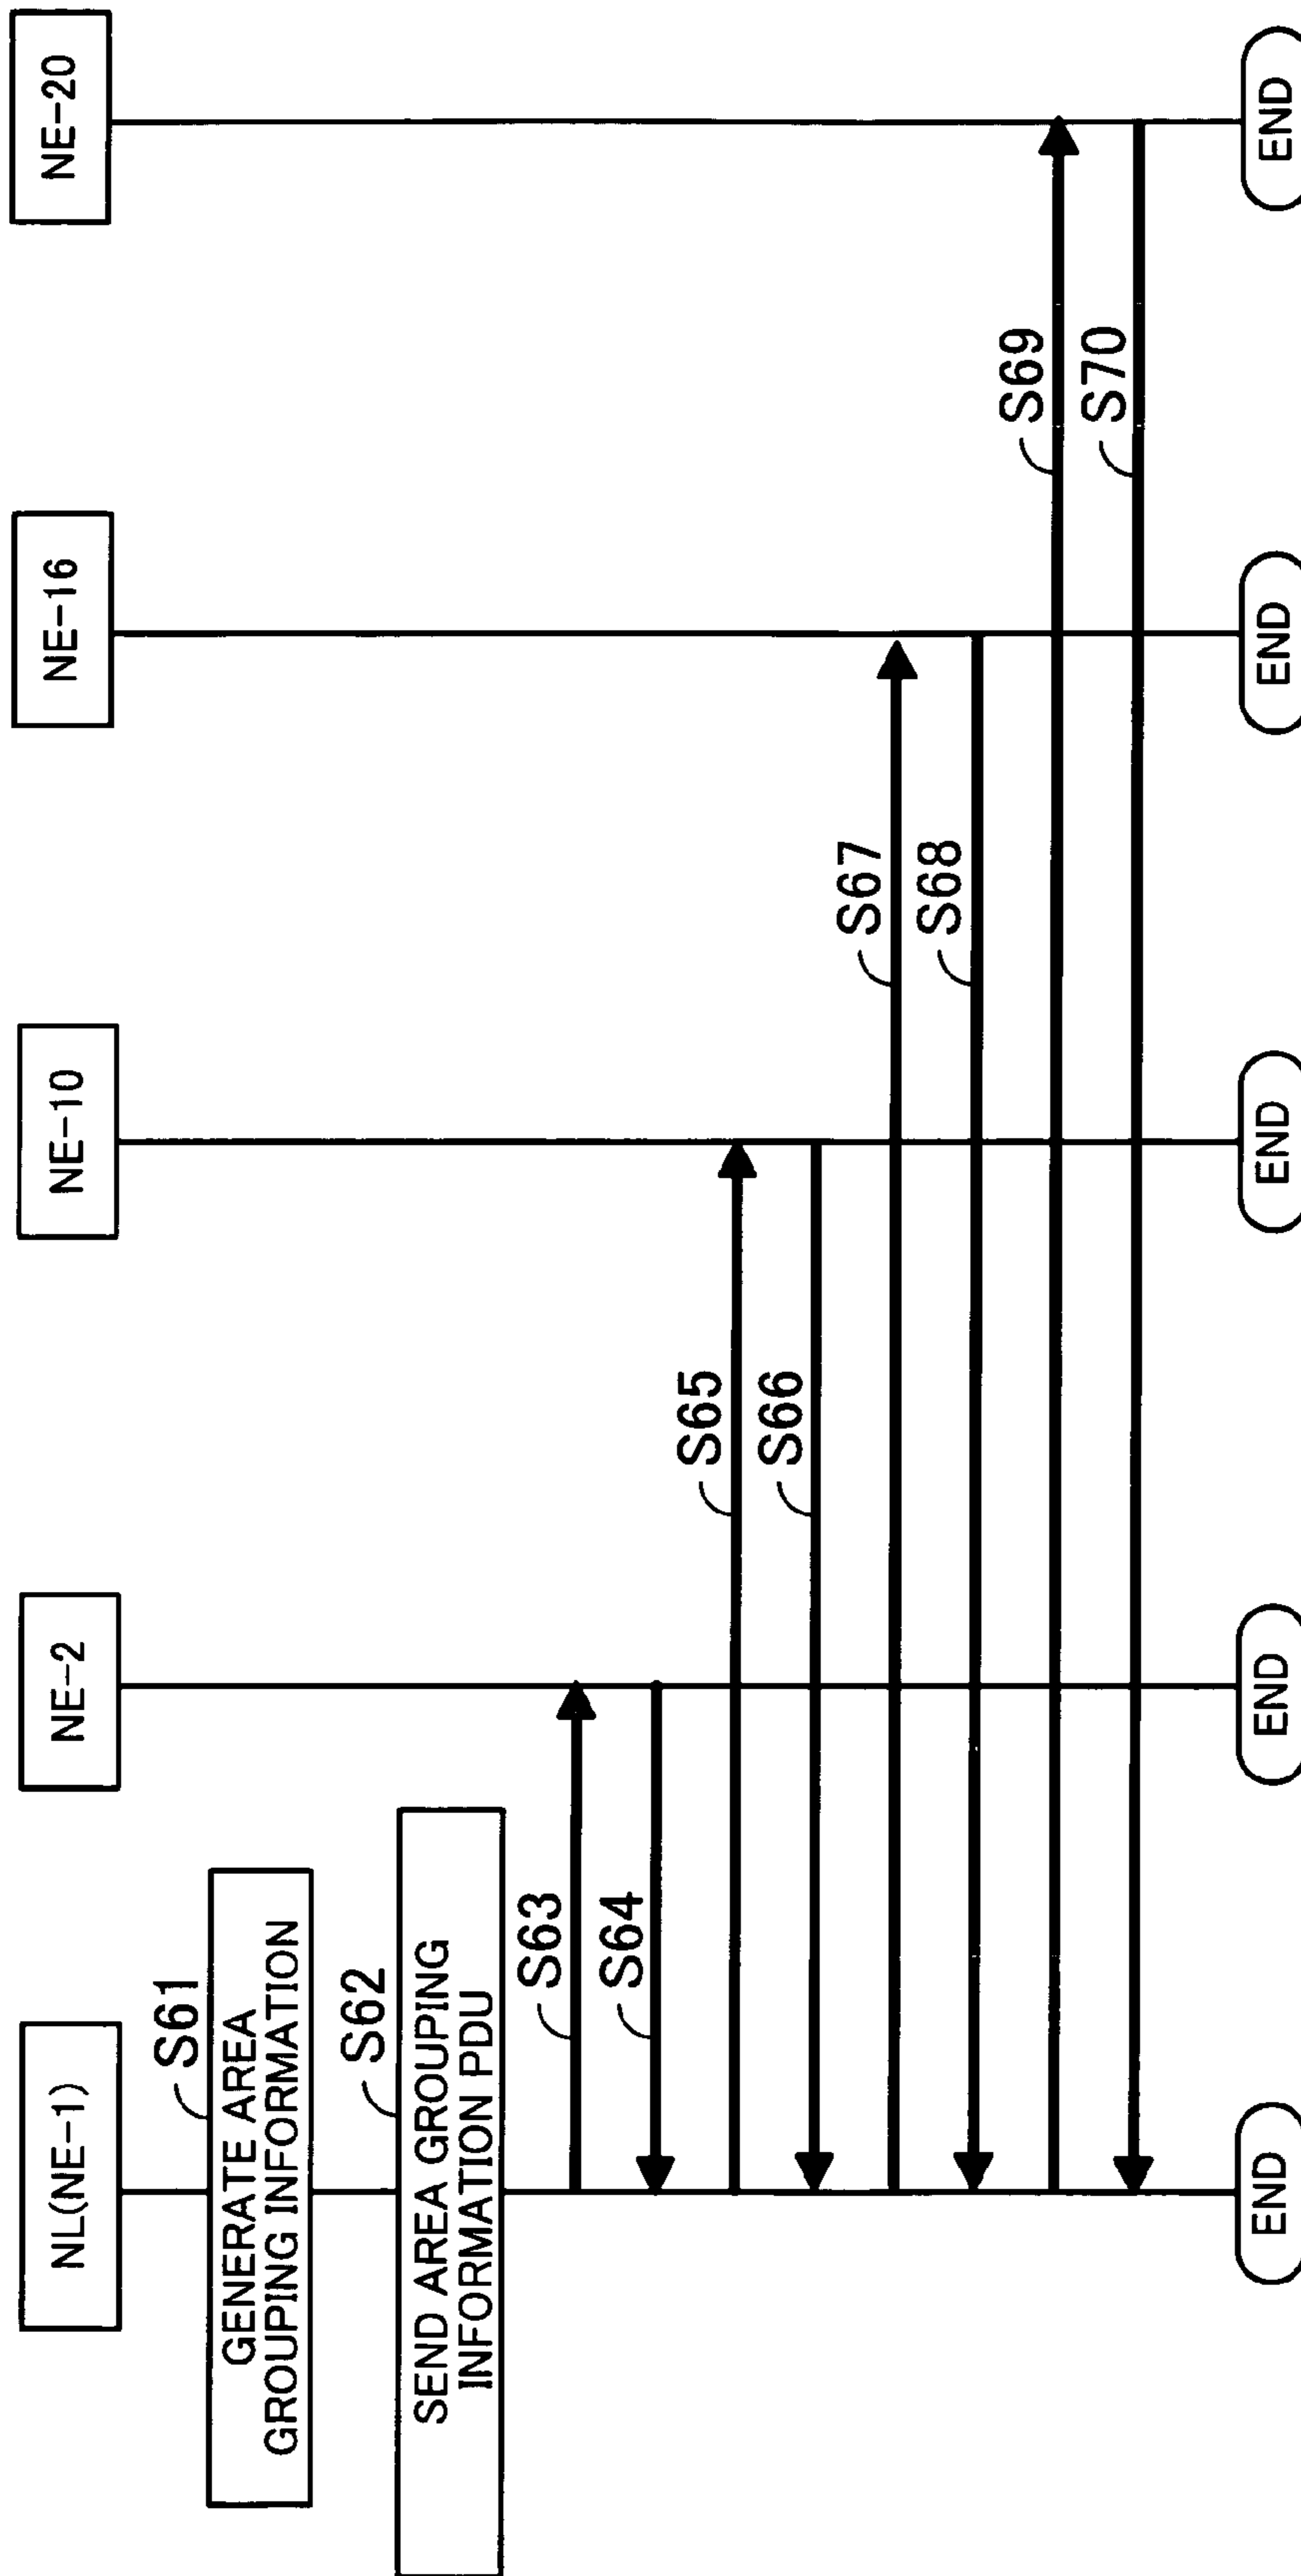 NL(NE-1)
NE-2
NE-10
NE-16
NE-20
S61
GENERATE AREA
GROUPING INFORMATION
S62
SEND AREA GROUPING
INFORMATION PDU
S63
S64
S65
S66
S67
S68
S69
S70
END
END
END
END
END